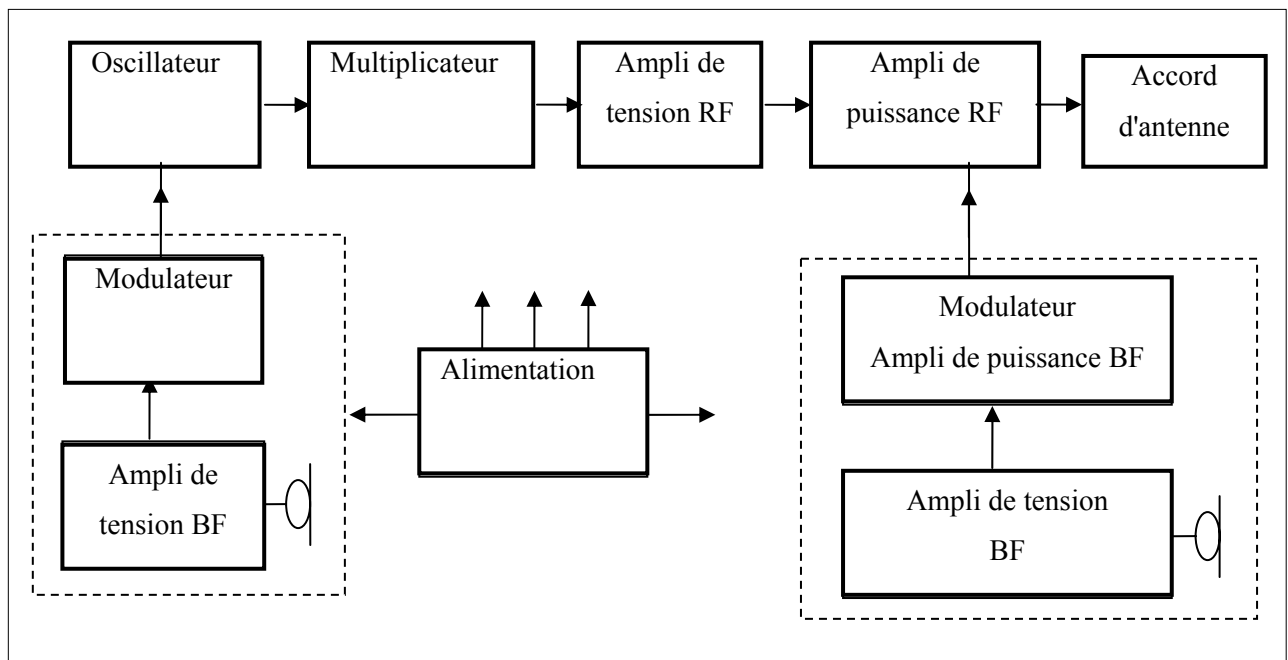 Oscillateur
Multiplicateur
Ampli de
tension RF
Ampli de
puissance RF
Accord
d'antenne
Modulateur
Ampli de
tension BF
Alimentation
Modulateur
Ampli de puissance BF
Ampli de tension
BF